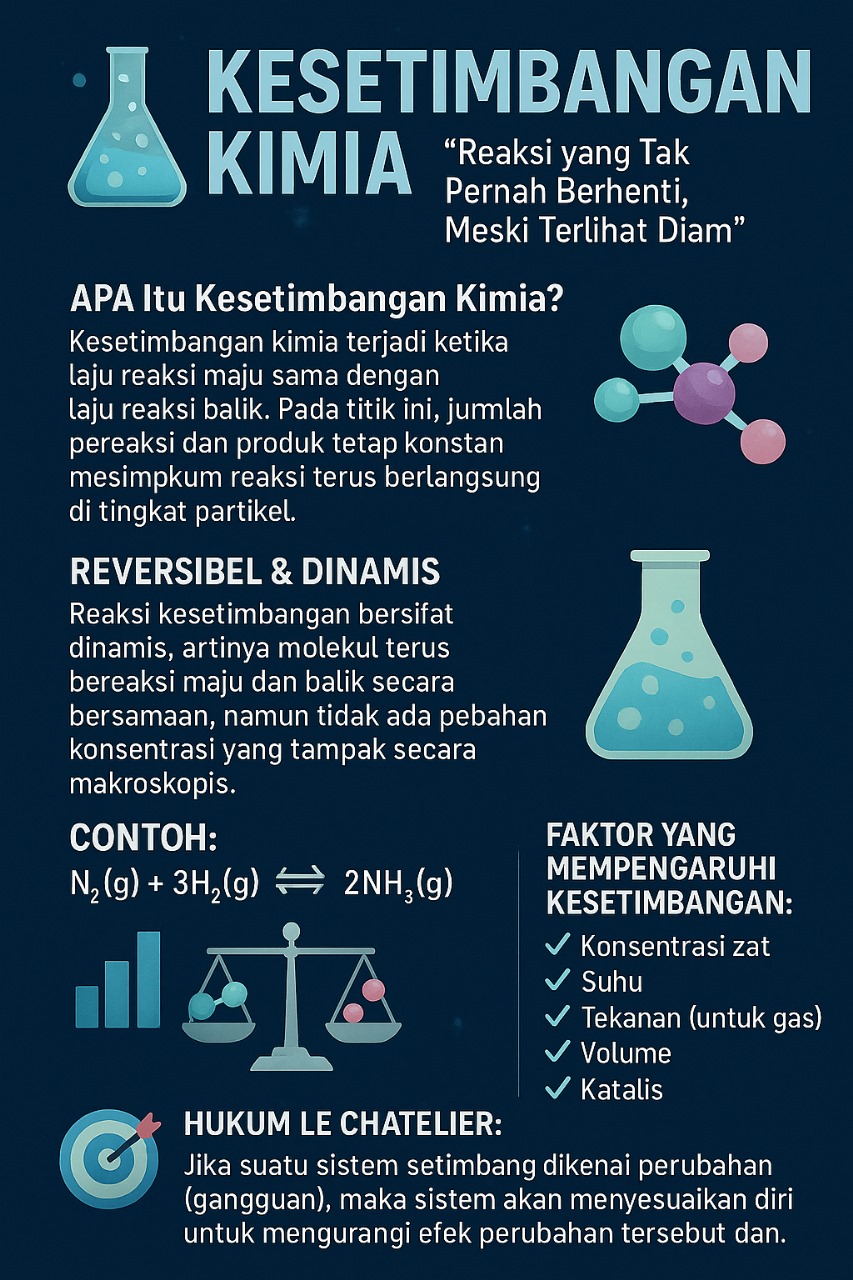 KESETIMBANGAN
KIMIA
“Reaksi yang Tak
Pernah Berhenti,
Meski Terlihat Diam”
APA Itu Kesetimbangan Kimia?
Kesetimbangan kimia terjadi ketika
laju reaksi maju sama dengan
laju reaksi balik. Pada titik ini, jumlah
pereaksi dan produk tetap konstan
mesimpkum reaksi terus berlangsung
di tingkat partikel.
REVERSIBEL & DINAMIS
Reaksi kesetimbangan bersifat
dinamis, artinya molekul terus
bereaksi maju dan balik secara
bersamaan, namun tidak ada pebahan
konsentrasi yang tampak secara
makroskopis.
CONTOH:
N₂(g) + 3H₂(g) ⇌ 2NH₃(g)
FAKTOR YANG
MEMPENGARUHI
KESETIMBANGAN:
✓ Konsentrasi zat
✓ Suhu
✓ Tekanan (untuk gas)
✓ Volume
✓ Katalis
HUKUM LE CHATELIER:
Jika suatu sistem setimbang dikenai perubahan
(gangguan), maka sistem akan menyesuaikan diri
untuk mengurangi efek perubahan tersebut dan.